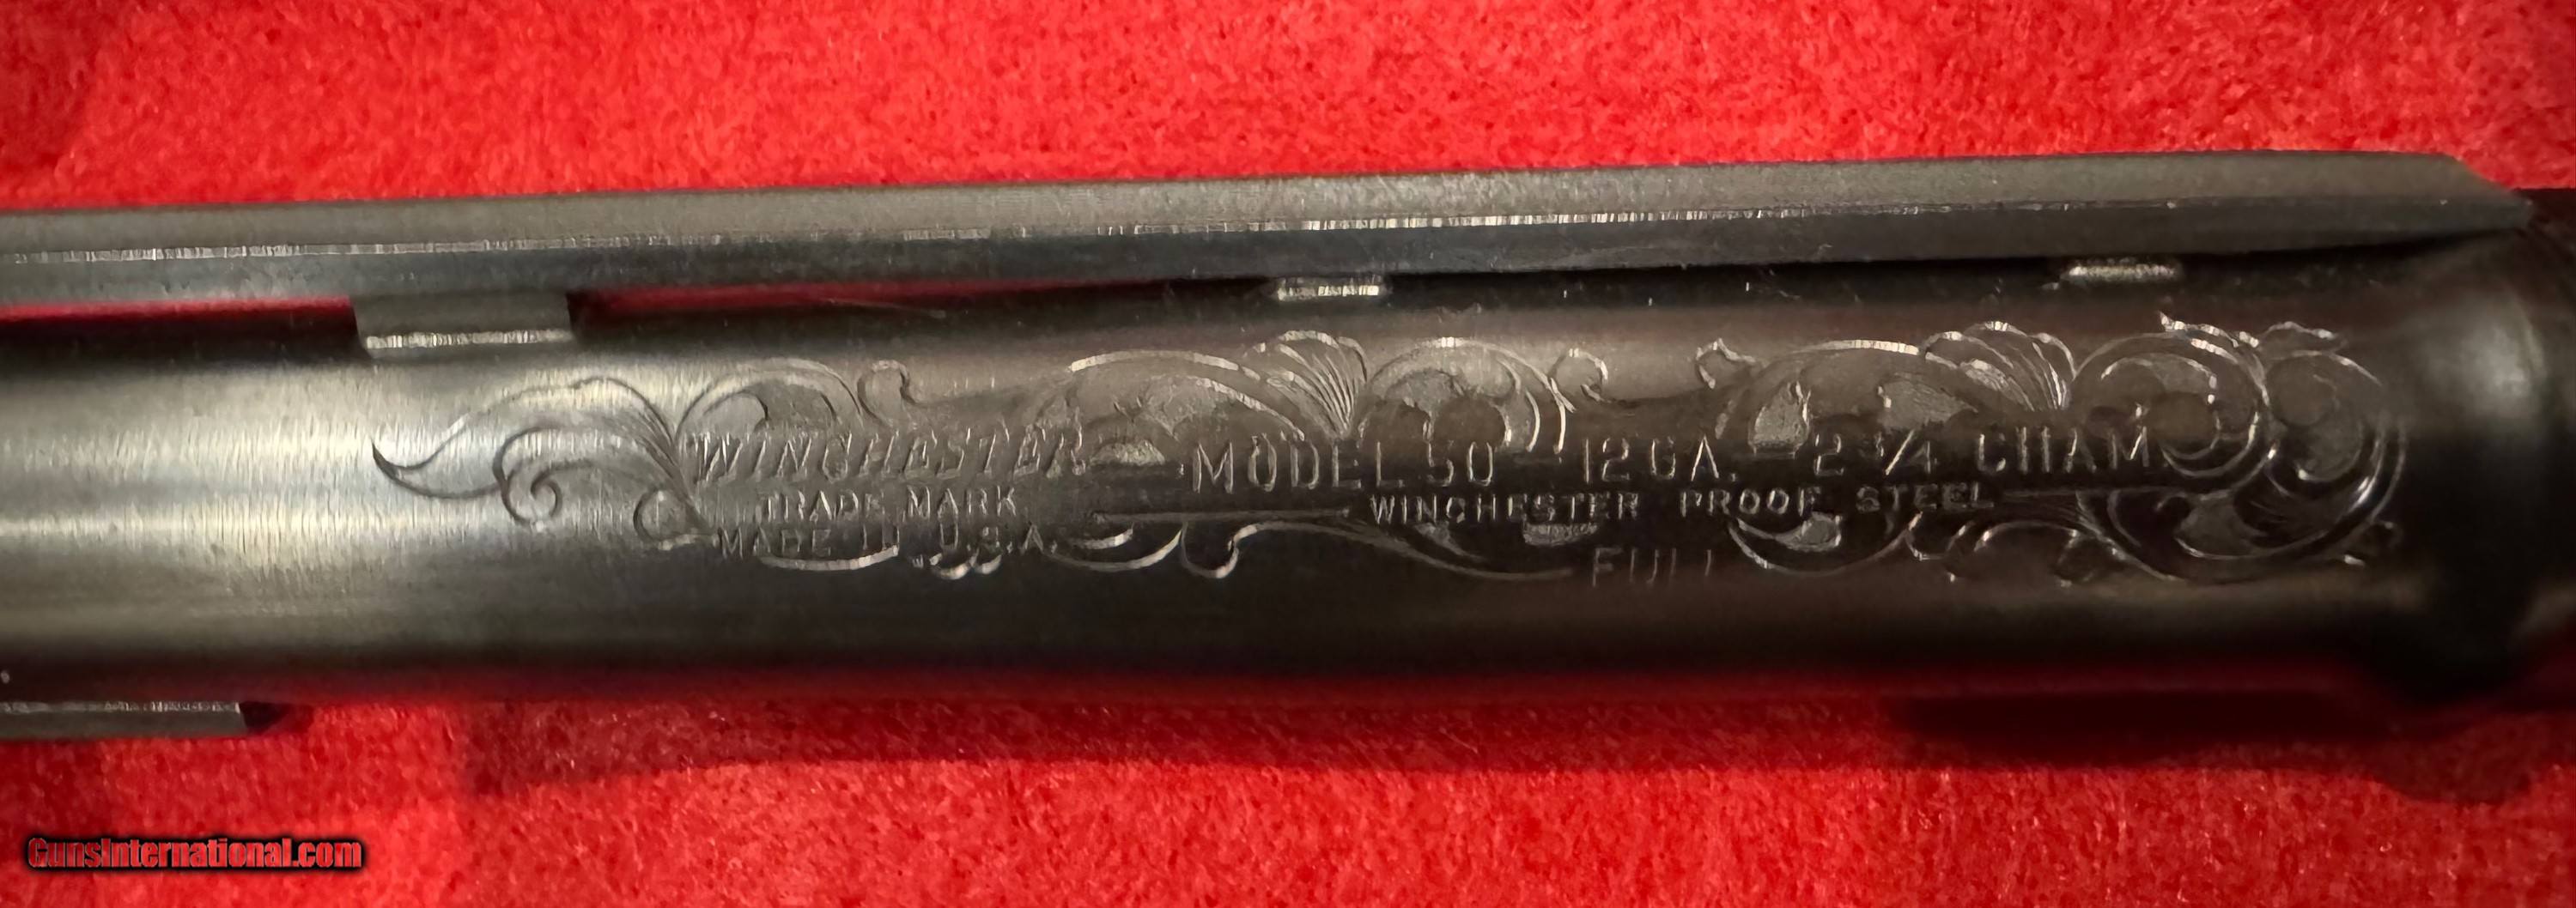 WINCHESTER MODEL 50 - 12 GA. 2 3/4 CHAM.
TRADE MARK WINCHESTER PROOF STEEL
MADE IN U.S.A. FULL
GunsInternational.com